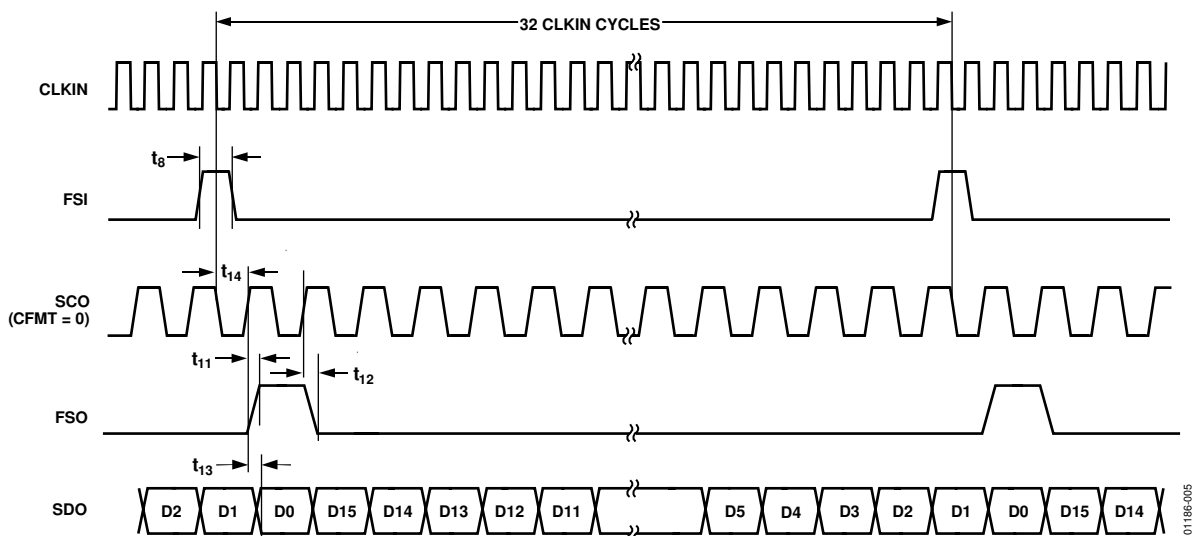 32 CLKIN CYCLES
CLKIN
t8
FSI
t14
SCO
(CFMT = 0)
t11
t12
FSO
t13
SDO
D2 D1 D0 D15 D14 D13 D12 D11 D5 D4 D3 D2 D1 D0 D15 D14
01186-005